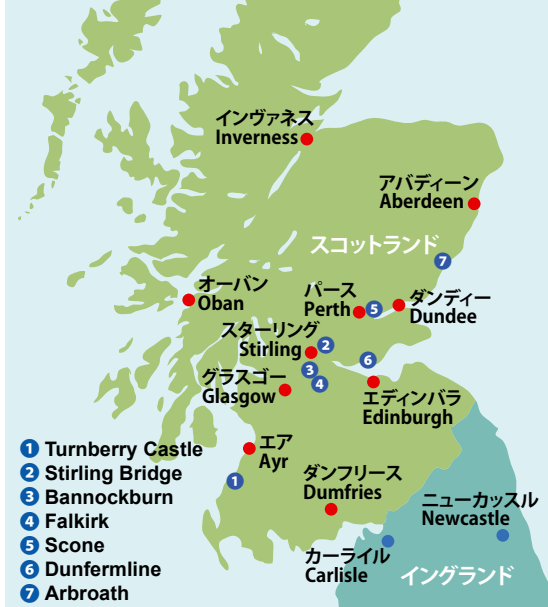 インヴァネス
Inverness
アバディーン
Aberdeen
スコットランド
7
オーバン
Oban
パース
Perth
5
ダンディー
Dundee
スターリング
Stirling
2
3
4
6
グラスゴー
Glasgow
エディンバラ
Edinburgh
エア
Ayr
1
ダンフリース
Dumfries
ニューカッスル
Newcastle
カーライル
Carlisle
イングランド
1 Turnberry Castle
2 Stirling Bridge
3 Bannockburn
4 Falkirk
5 Scone
6 Dunfermline
7 Arbroath